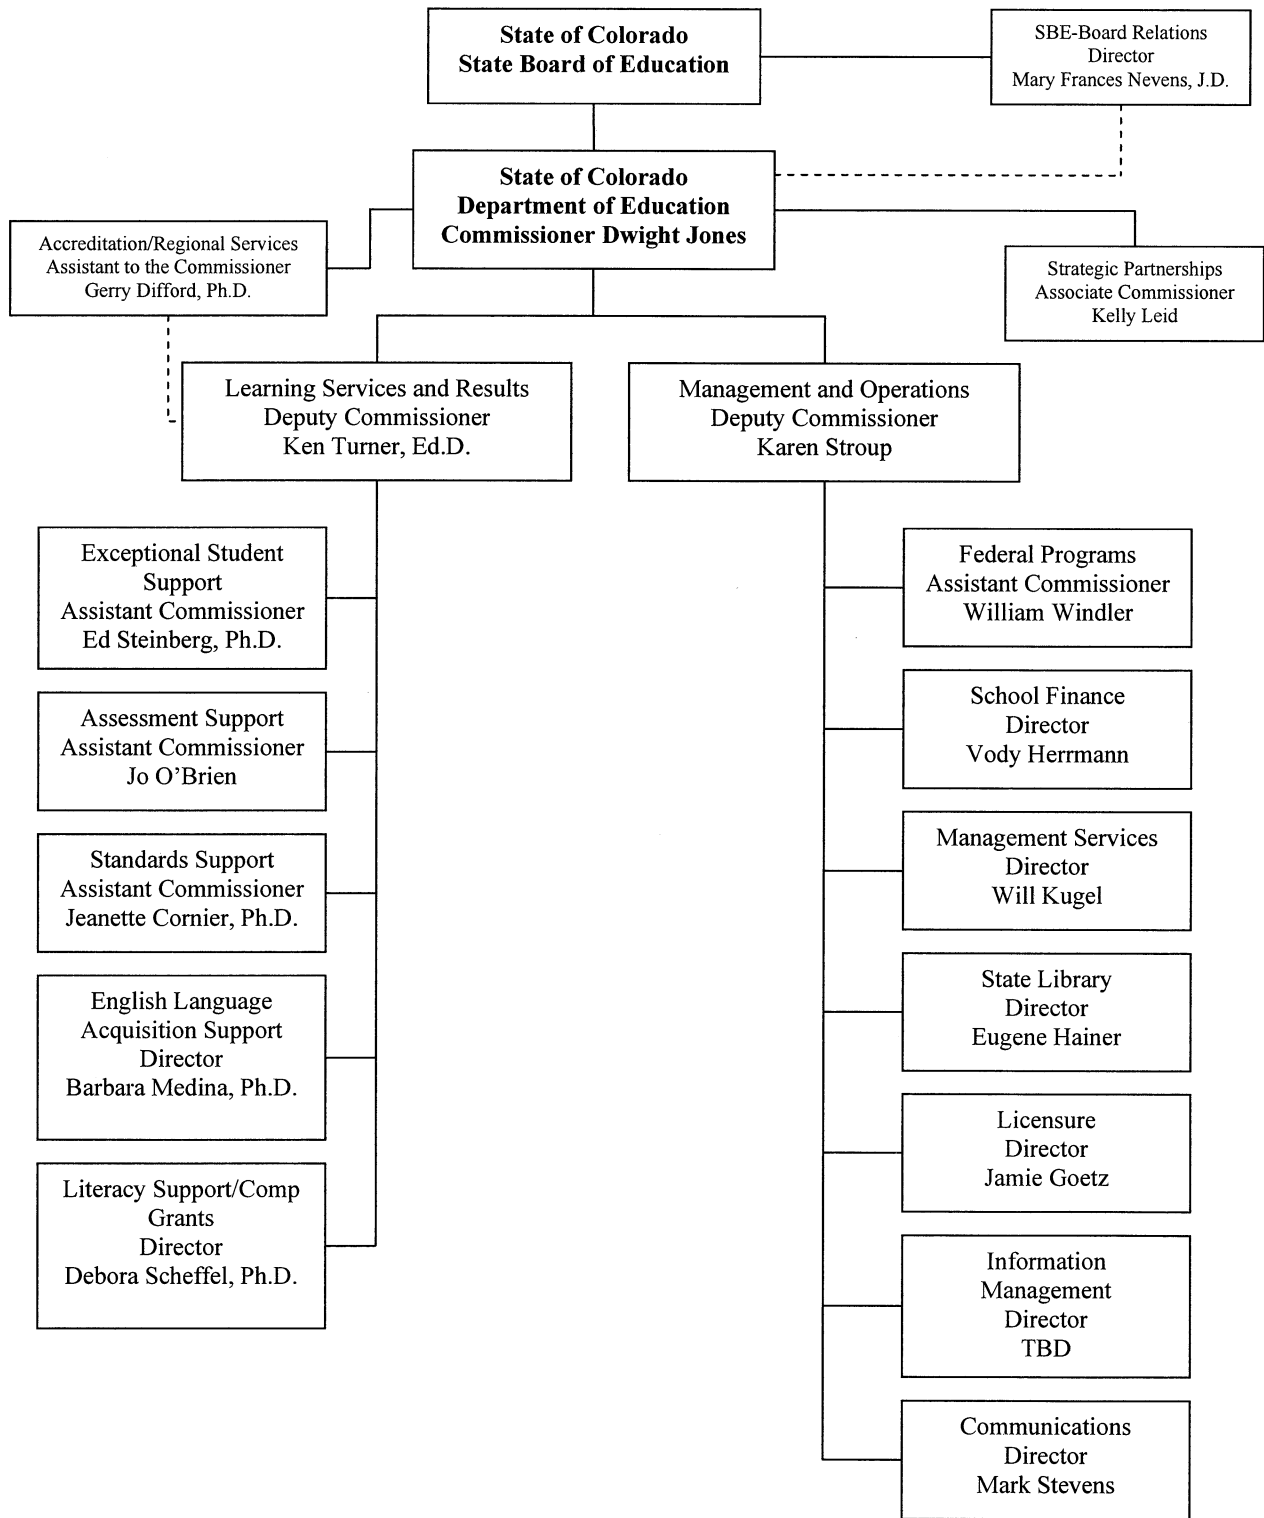 State of Colorado
State Board of Education
SBE-Board Relations
Director
Mary Frances Nevens, J.D.
State of Colorado
Department of Education
Commissioner Dwight Jones
Accreditation/Regional Services
Assistant to the Commissioner
Gerry Difford, Ph.D.
Strategic Partnerships
Associate Commissioner
Kelly Leid
Learning Services and Results
Deputy Commissioner
Ken Turner, Ed.D.
Management and Operations
Deputy Commissioner
Karen Stroup
Exceptional Student
Support
Assistant Commissioner
Ed Steinberg, Ph.D.
Assessment Support
Assistant Commissioner
Jo O'Brien
Standards Support
Assistant Commissioner
Jeanette Cornier, Ph.D.
English Language
Acquisition Support
Director
Barbara Medina, Ph.D.
Literacy Support/Comp
Grants
Director
Debora Scheffel, Ph.D.
Federal Programs
Assistant Commissioner
William Windler
School Finance
Director
Vody Herrmann
Management Services
Director
Will Kugel
State Library
Director
Eugene Hainer
Licensure
Director
Jamie Goetz
Information
Management
Director
TBD
Communications
Director
Mark Stevens